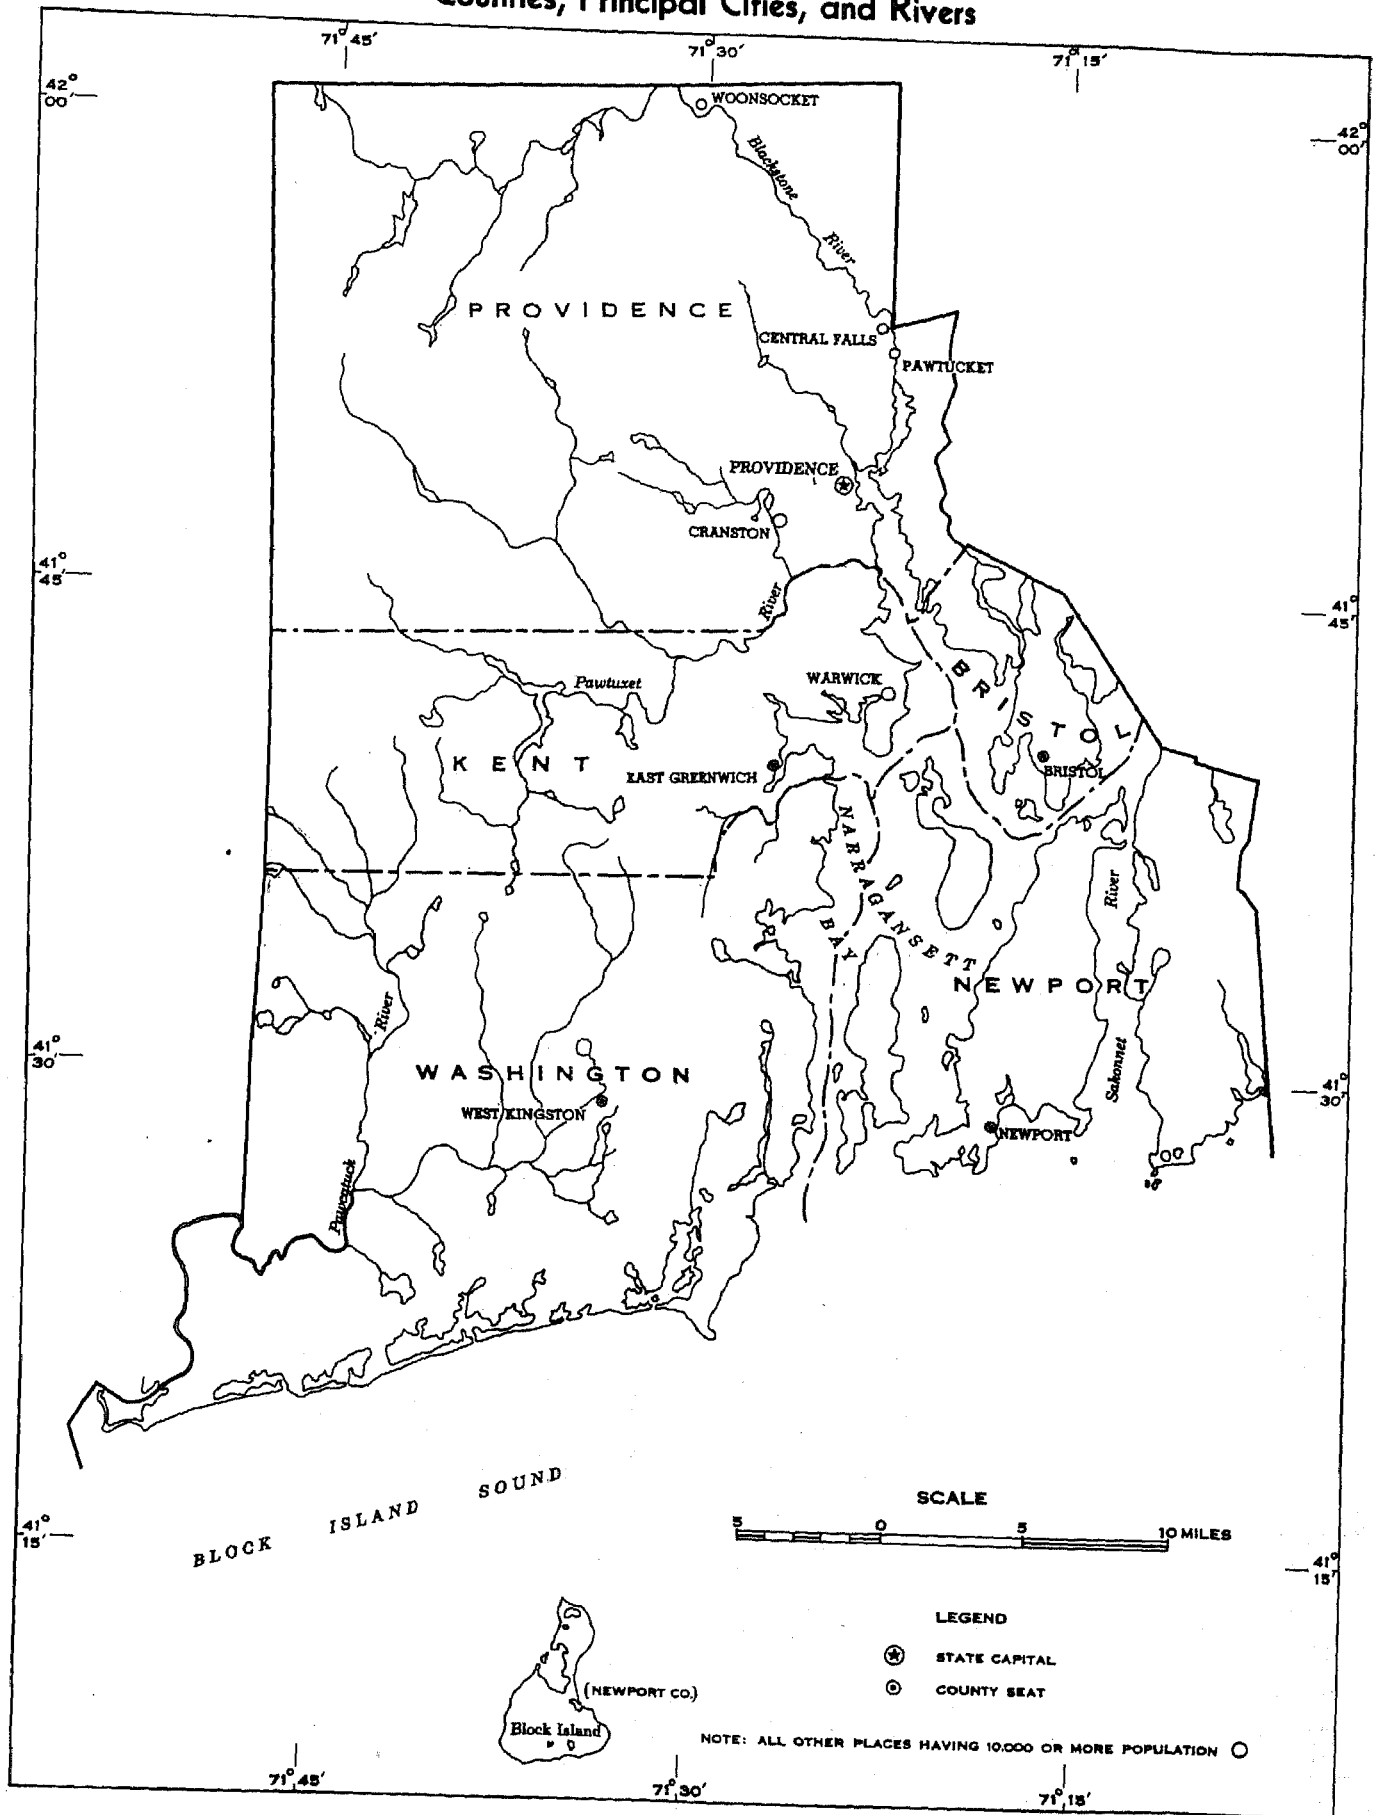 Counties, Principal Cities, and Rivers
71° 45'
71° 30'
71° 15'
42° 00'
42° 00'
WOONSOCKET
Blackstone
River
PROVIDENCE
CENTRAL FALLS
PAWTUCKET
PROVIDENCE
CRANSTON
41° 45'
41° 45'
River
Pawtuxet
WARWICK
BRISTOL
KENT
EAST GREENWICH
BRISTOL
NARRAGANSETT
BAY
River
NEWPORT
River
41° 30'
41° 30'
WASHINGTON
Sakonnet
WEST KINGSTON
NEWPORT
Pawcatuck
BLOCK ISLAND SOUND
SCALE
5 0 5 10 MILES
41° 15'
41° 15'
LEGEND
STATE CAPITAL
(NEWPORT CO.)
COUNTY SEAT
Block Island
NOTE: ALL OTHER PLACES HAVING 10.000 OR MORE POPULATION
71° 45'
71° 30'
71° 15'